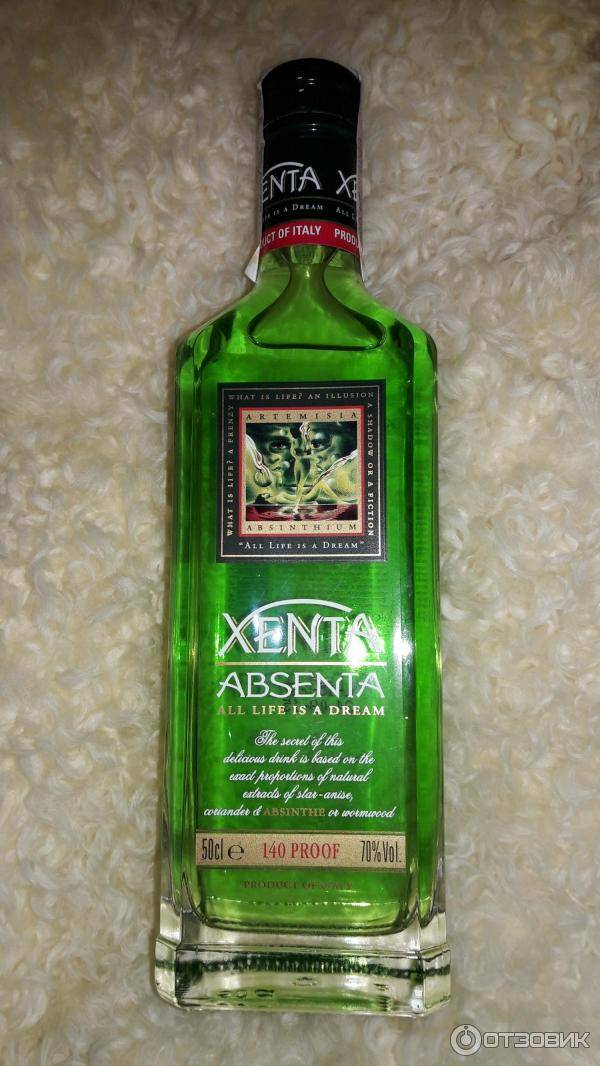 ENTA X
E IS A DREAM ALL L
UCT OF ITALY PROD
WHAT IS LIFE? A FRENZY
WHAT IS LIFE? AN ILLUSION
A SHADOW OR A FICTION
ARTEMISIA
ABSINTHIUM
"ALL LIFE IS A DREAM"
XENTA
ABSENTA
ALL LIFE IS A DREAM
The secret of this
delicious drink is based on the
exact proportions of natural
extracts of star-anise,
coriander & ABSINTHE or wormwood
50cl e 140 PROOF 70% Vol.
PRODUCT OF ITALY
ОТЗОВИК